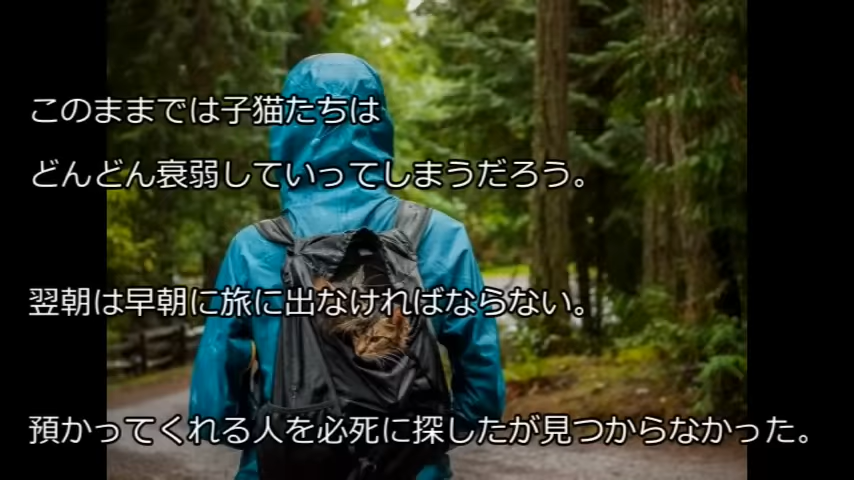 このままでは子猫たちは
どんどん衰弱していってしまうだろう。
翌朝は早朝に旅に出なければならない。
預かってくれる人を必死に探したが見つからなかった。